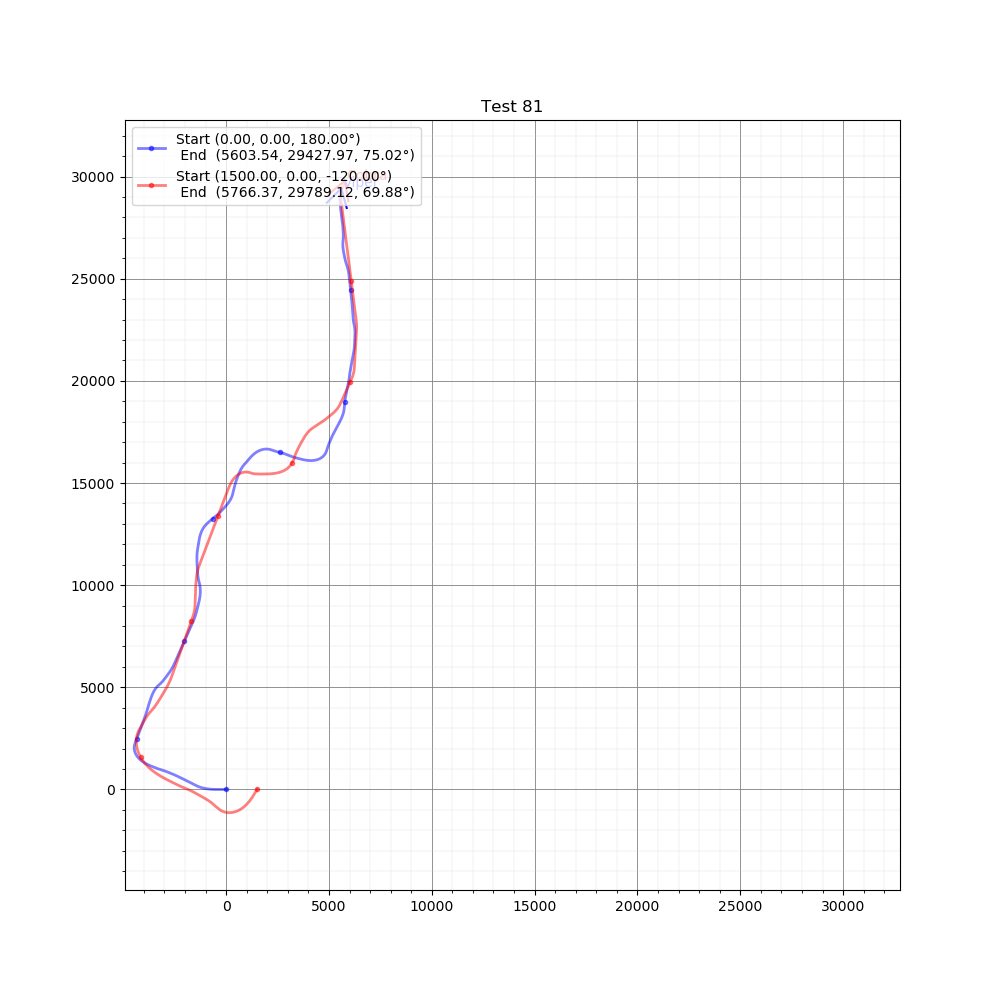 Test 81
Start (0.00, 0.00, 180.00°)
End (5603.54, 29427.97, 75.02°)
Start (1500.00, 0.00, -120.00°)
End (5766.37, 29789.12, 69.88°)
30000
25000
20000
15000
10000
5000
0
0 5000 10000 15000 20000 25000 30000